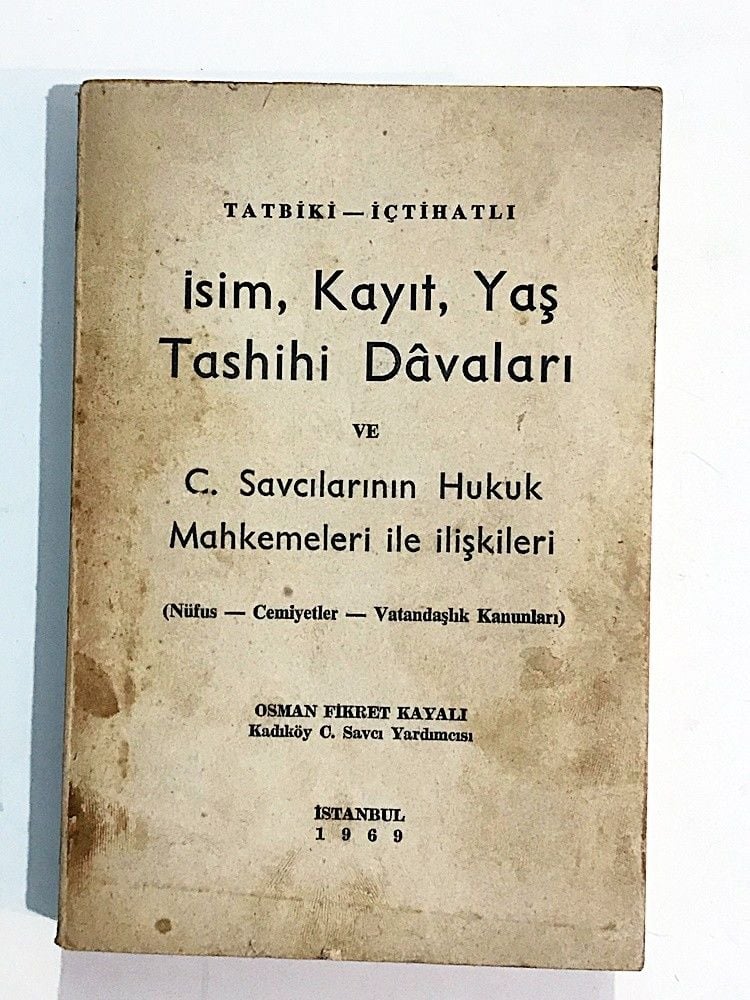 TATBİKİ — İÇTİHATLI
İsim, Kayıt, Yaş
Tashihi Dâvaları
VE
C. Savcılarının Hukuk
Mahkemeleri ile ilişkileri
(Nüfus — Cemiyetler — Vatandaşlık Kanunları)
OSMAN FİKRET KAYALI
Kadıköy C. Savcı Yardımcısı
İSTANBUL
1969